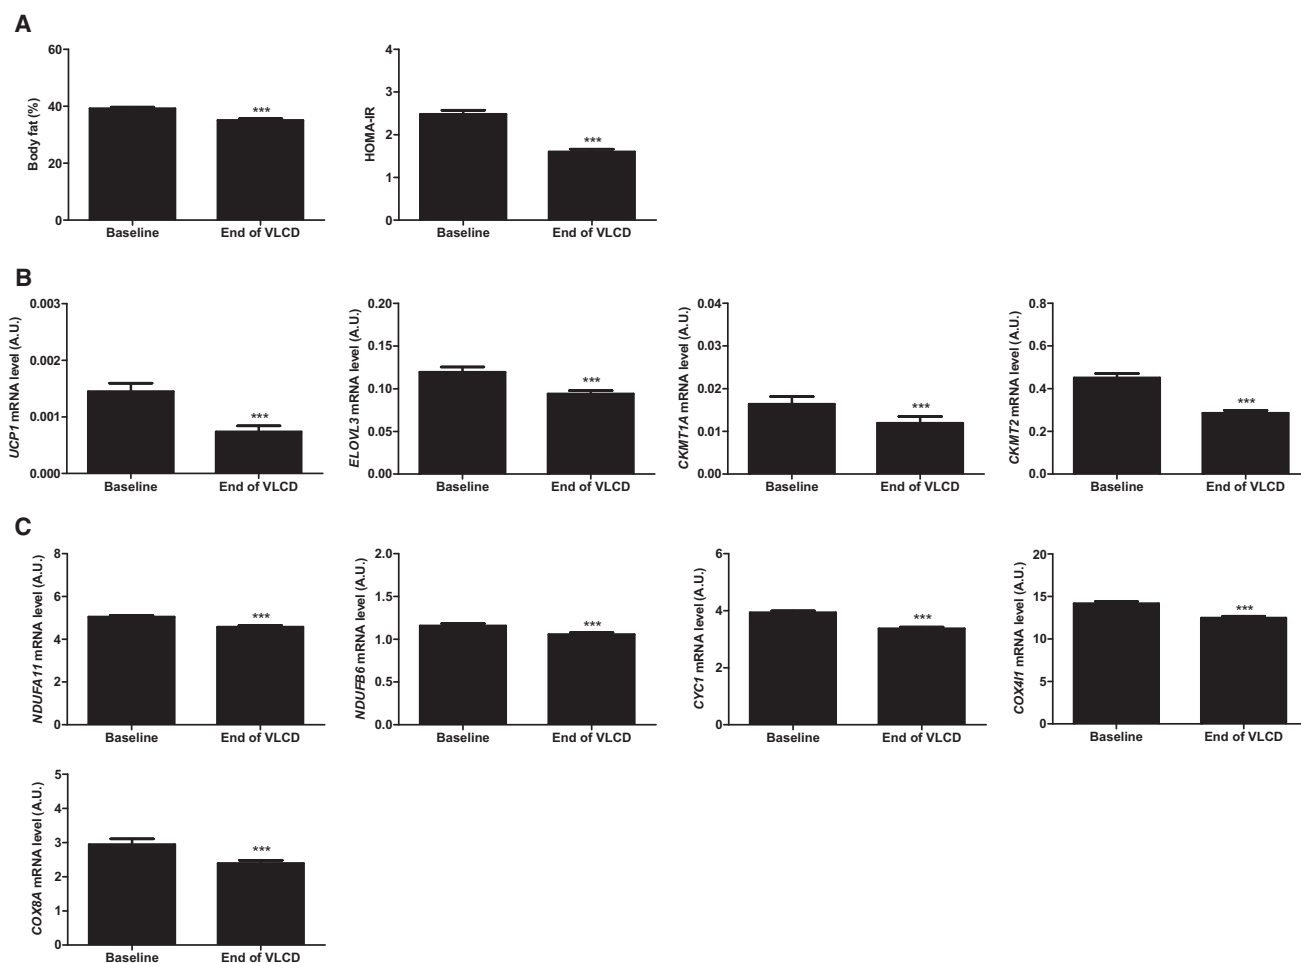 A
Body fat (%)
60
40
20
0
***
Baseline
End of VLCD
HOMA-IR
4
3
2
1
0
***
Baseline
End of VLCD
B
UCP1 mRNA level (A.U.)
0.003
0.002
0.001
0.000
***
Baseline
End of VLCD
ELOVL3 mRNA level (A.U.)
0.20
0.15
0.10
0.05
0.00
***
Baseline
End of VLCD
CKMT1A mRNA level (A.U.)
0.04
0.03
0.02
0.01
0.00
***
Baseline
End of VLCD
CKMT2 mRNA level (A.U.)
0.8
0.6
0.4
0.2
0.0
***
Baseline
End of VLCD
C
NDUFA11 mRNA level (A.U.)
8
6
4
2
0
***
Baseline
End of VLCD
NDUFB6 mRNA level (A.U.)
2.0
1.5
1.0
0.5
0.0
***
Baseline
End of VLCD
CYC1 mRNA level (A.U.)
6
4
2
0
***
Baseline
End of VLCD
COX4I1 mRNA level (A.U.)
20
15
10
5
0
***
Baseline
End of VLCD
COX8A mRNA level (A.U.)
5
4
3
2
1
0
***
Baseline
End of VLCD